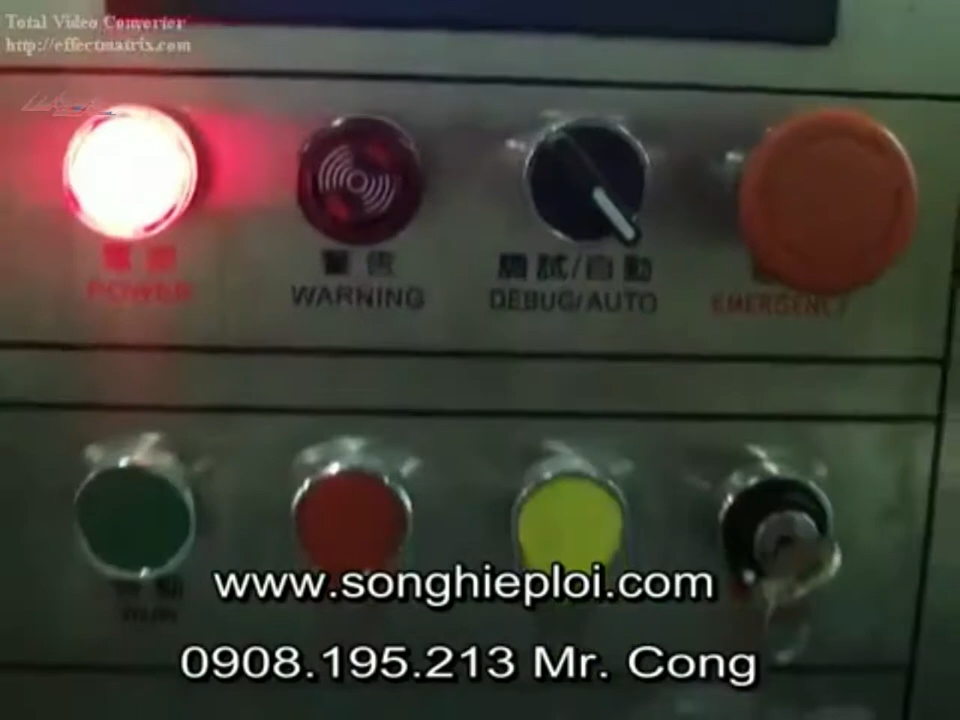 Total Video Converter
http://effectmatrix.com
電源 警告 調試/自動
POWER WARNING DEBUG/AUTO EMERGENCY
www.songhieploi.com
0908.195.213 Mr. Cong